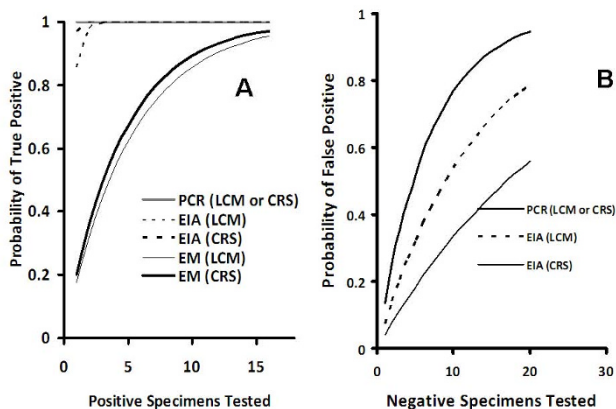 A
Probability of True Positive
1
0.8
0.6
0.4
0.2
0
0 5 10 15 20
Positive Specimens Tested
PCR (LCM or CRS)
EIA (LCM)
EIA (CRS)
EM (LCM)
EM (CRS)
B
Probability of False Positive
1
0.8
0.6
0.4
0.2
0
0 10 20 30
Negative Specimens Tested
PCR (LCM or CRS)
EIA (LCM)
EIA (CRS)